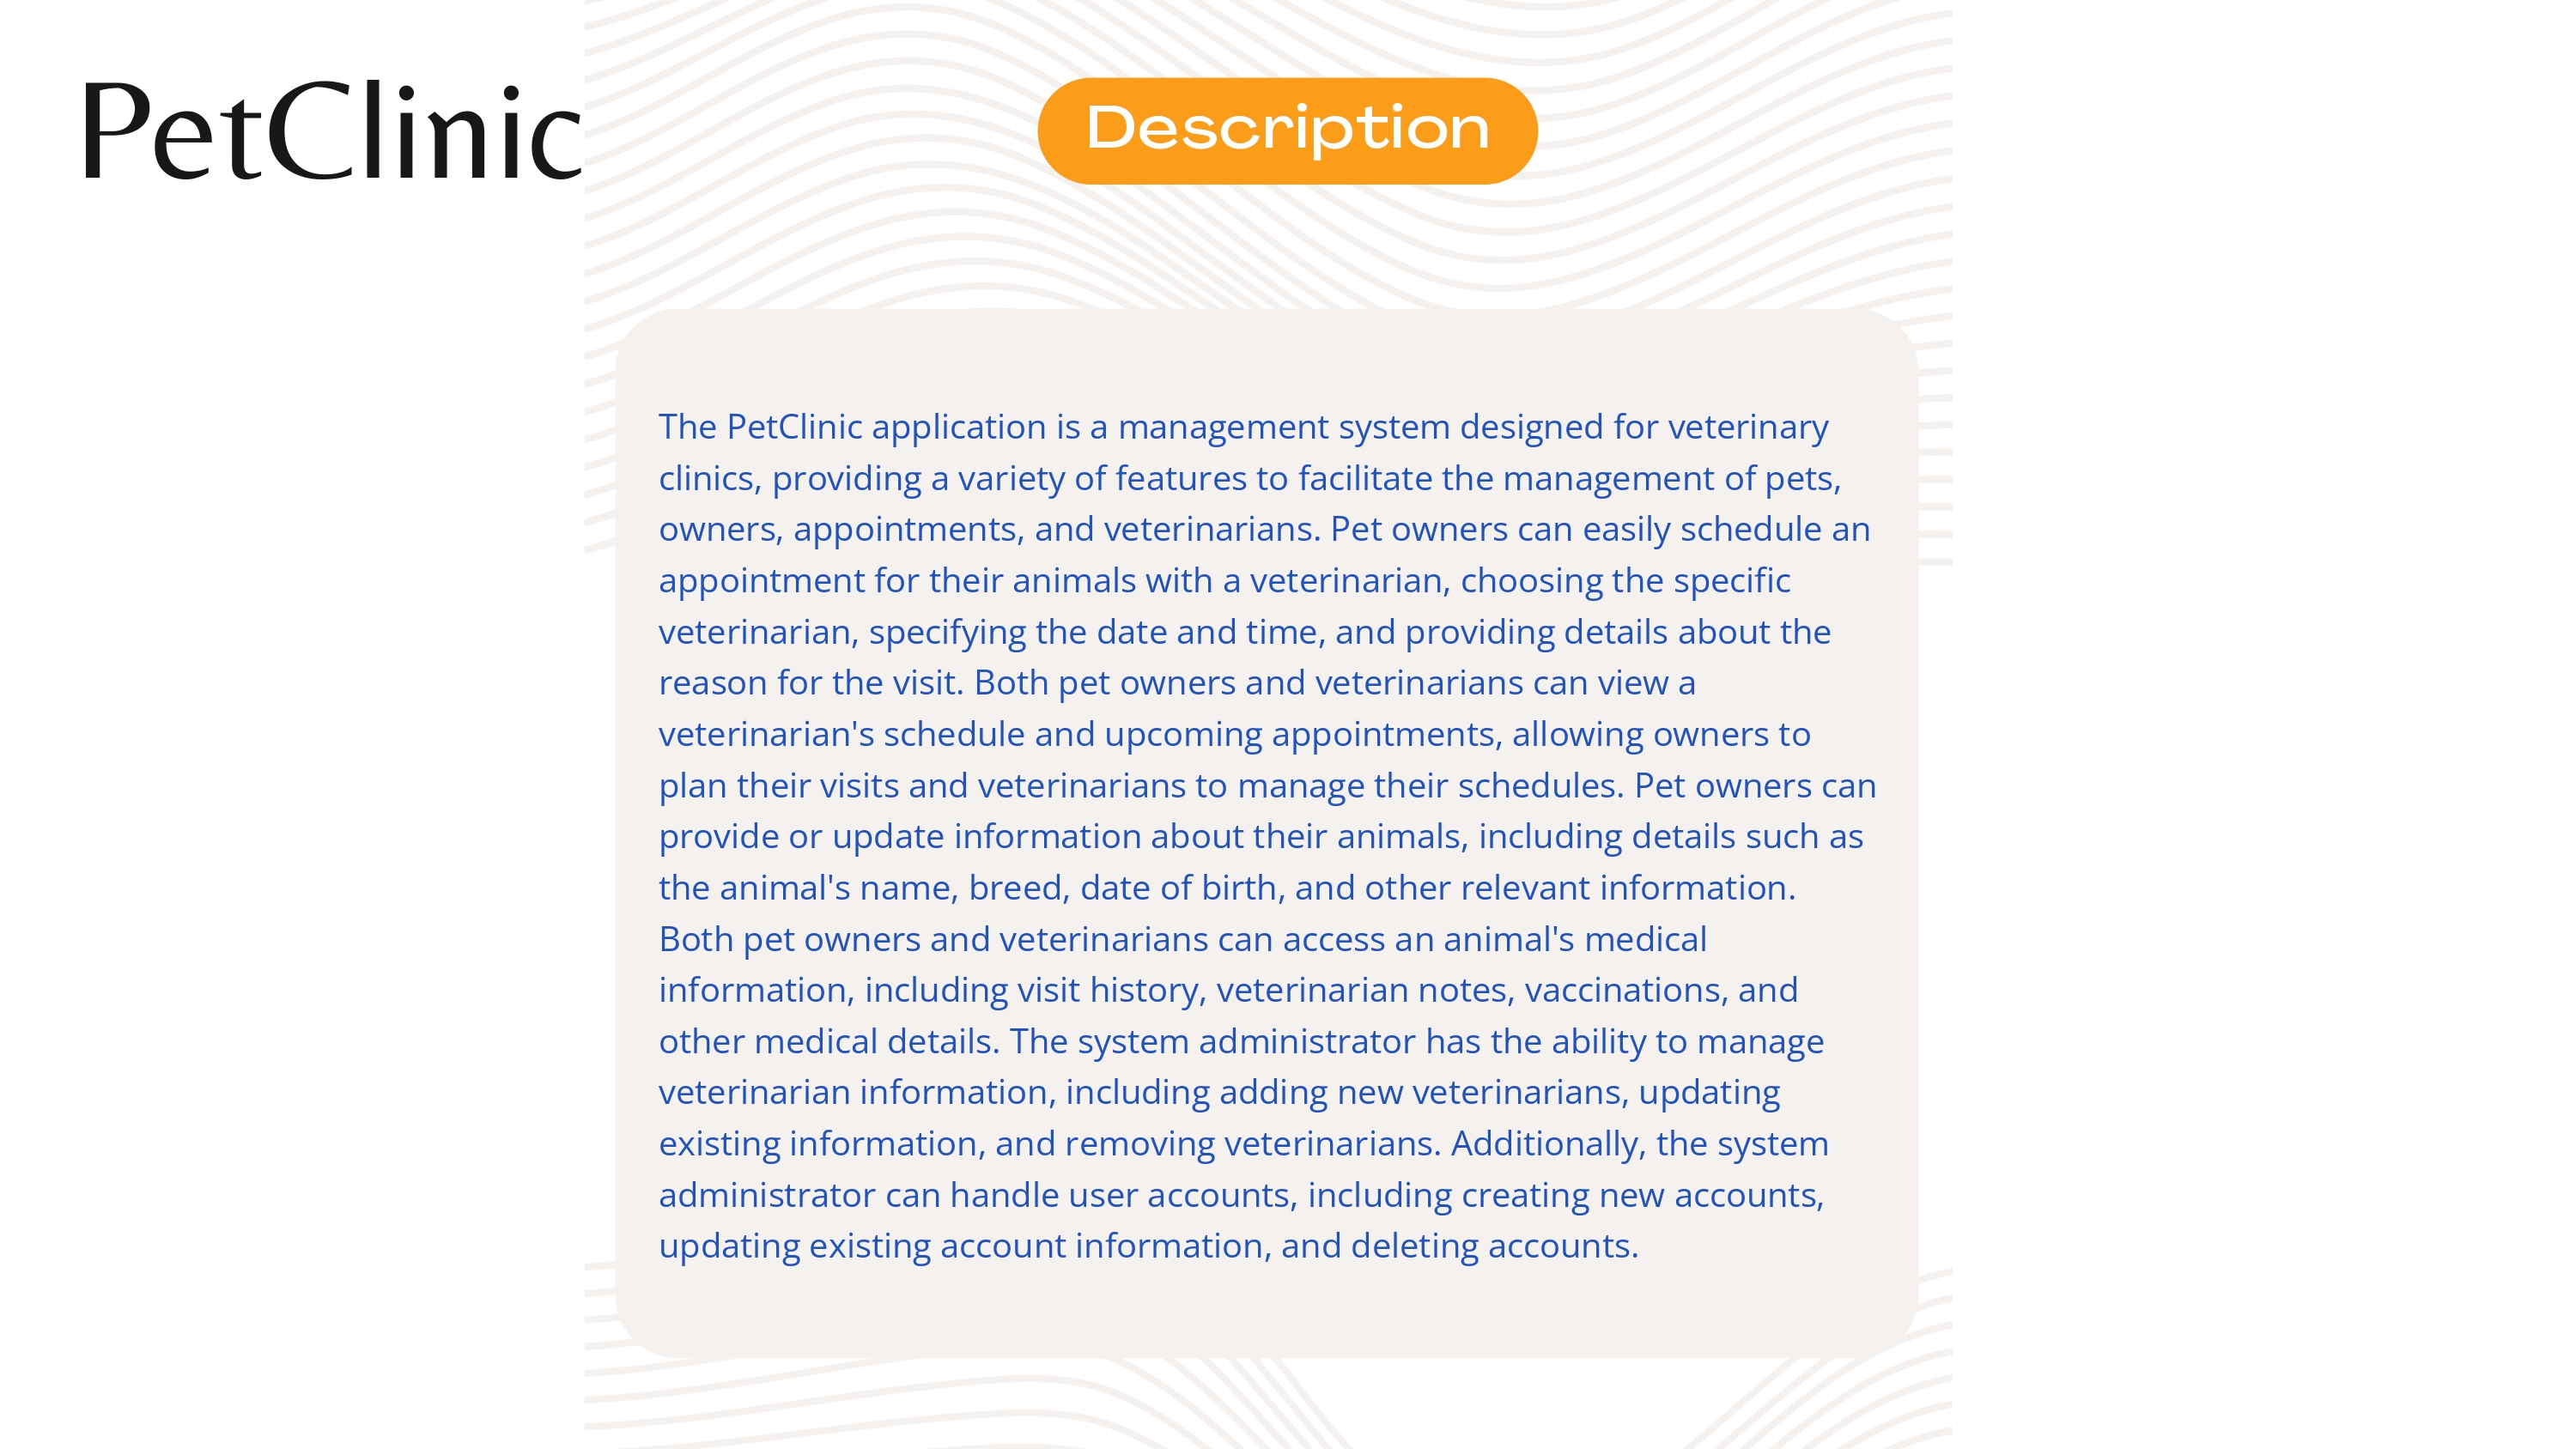 PetClinic
Description
The PetClinic application is a management system designed for veterinary
clinics, providing a variety of features to facilitate the management of pets,
owners, appointments, and veterinarians. Pet owners can easily schedule an
appointment for their animals with a veterinarian, choosing the specific
veterinarian, specifying the date and time, and providing details about the
reason for the visit. Both pet owners and veterinarians can view a
veterinarian's schedule and upcoming appointments, allowing owners to
plan their visits and veterinarians to manage their schedules. Pet owners can
provide or update information about their animals, including details such as
the animal's name, breed, date of birth, and other relevant information.
Both pet owners and veterinarians can access an animal's medical
information, including visit history, veterinarian notes, vaccinations, and
other medical details. The system administrator has the ability to manage
veterinarian information, including adding new veterinarians, updating
existing information, and removing veterinarians. Additionally, the system
administrator can handle user accounts, including creating new accounts,
updating existing account information, and deleting accounts.